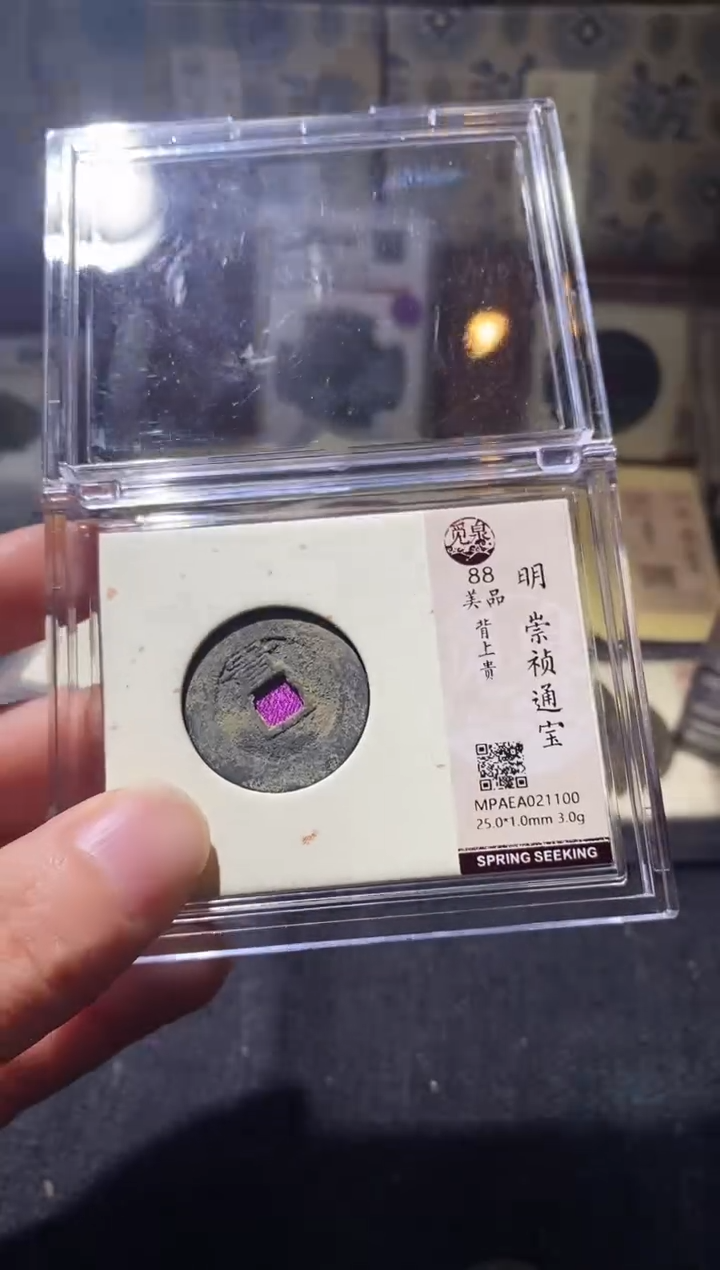 觅泉
88
美品
背上贵
明 崇祯通宝
MPAEA021100
25.0*1.0mm 3.0g
SPRING SEEKING